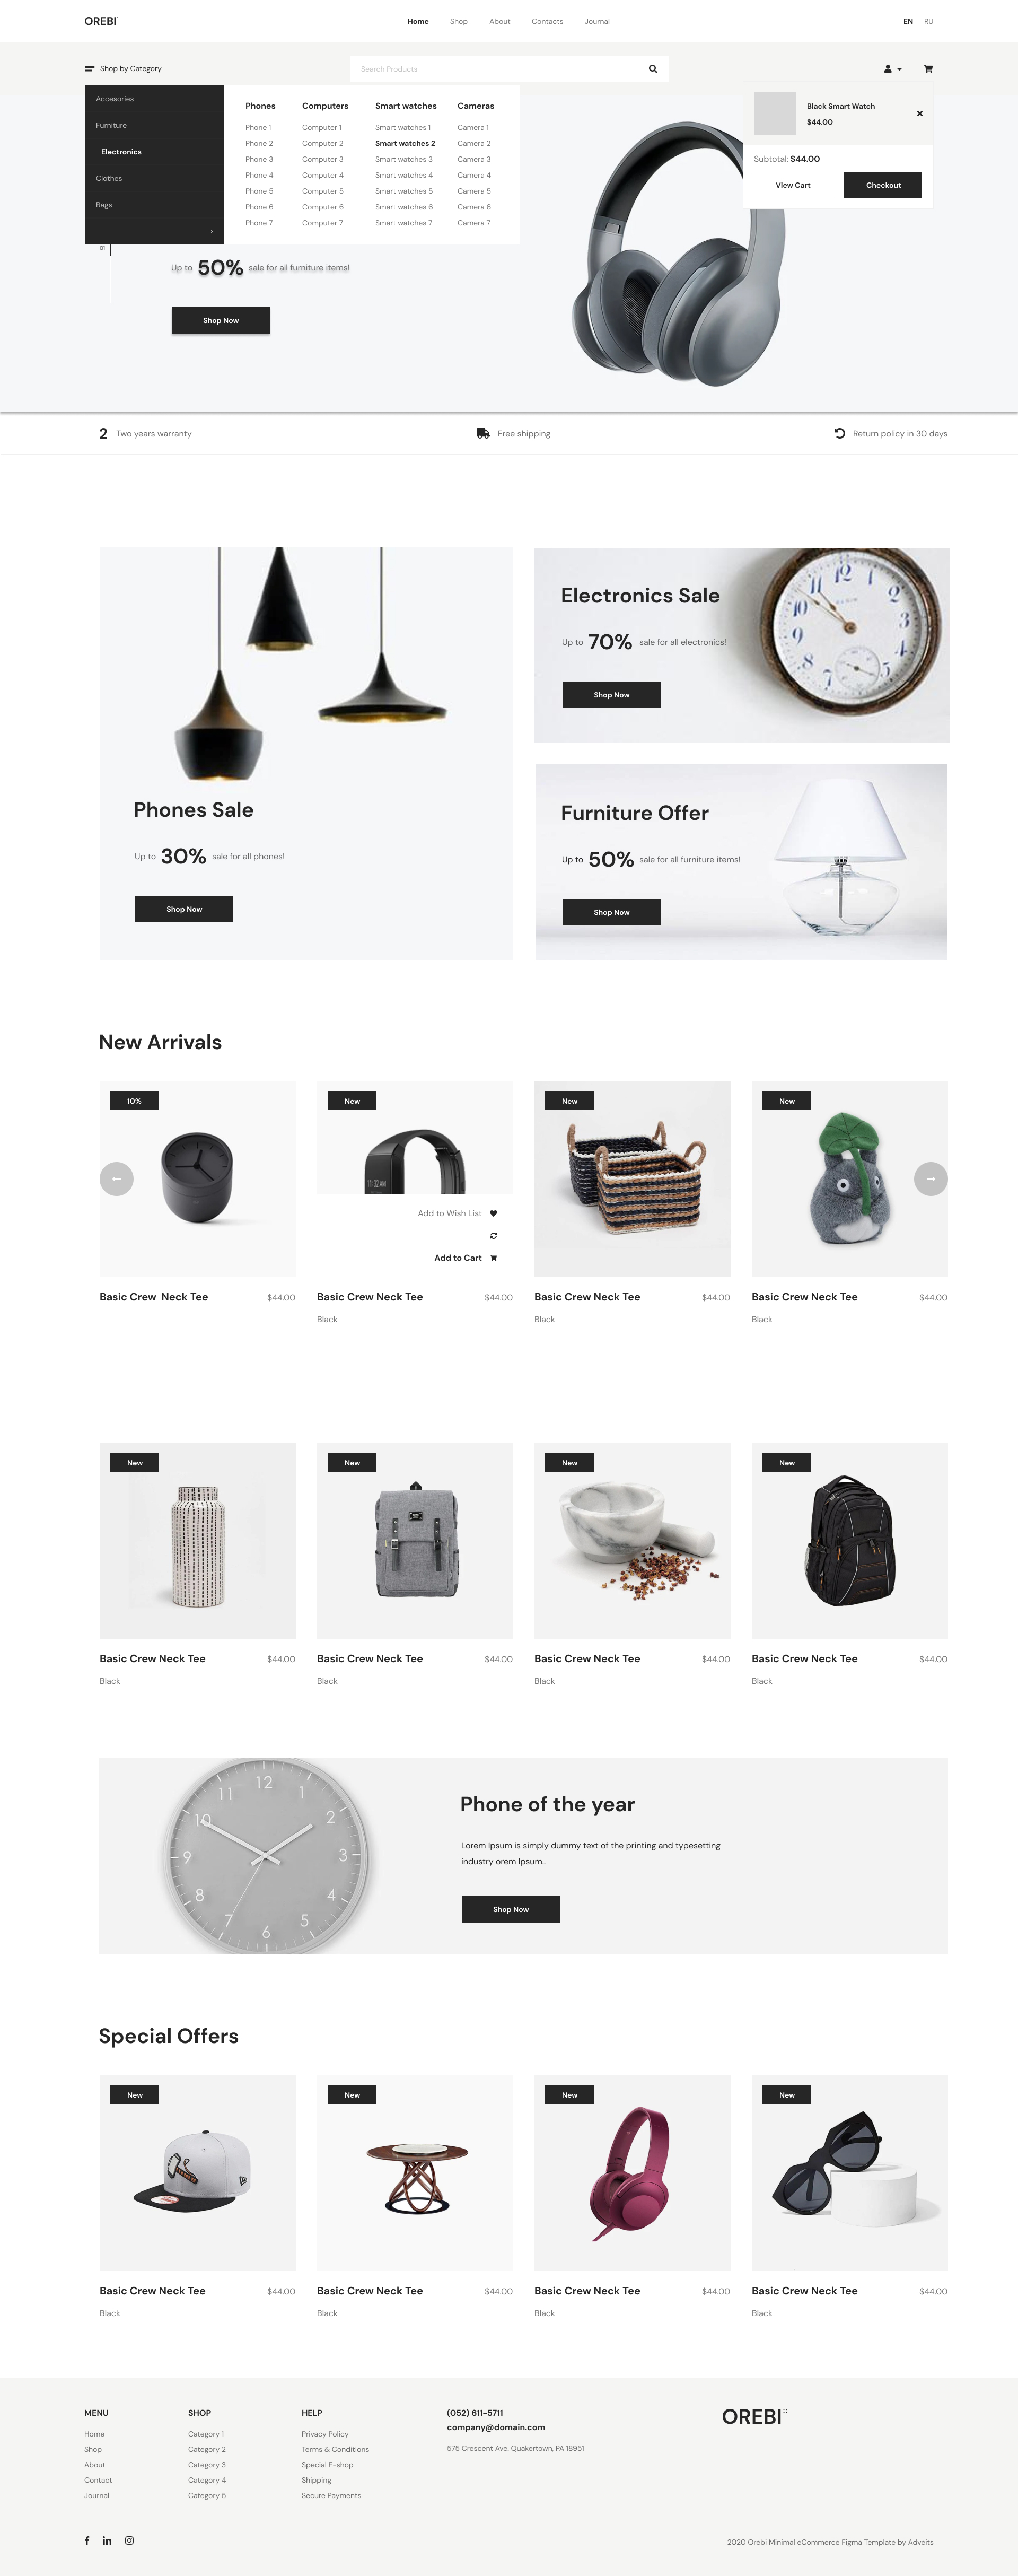 OREBI
Home
Shop
About
Contacts
Journal
EN
RU
Shop by Category
Search Products
Accesories
Furniture
Electronics
Clothes
Bags
Phones
Phone 1
Phone 2
Phone 3
Phone 4
Phone 5
Phone 6
Phone 7
Computers
Computer 1
Computer 2
Computer 3
Computer 4
Computer 5
Computer 6
Computer 7
Smart watches
Smart watches 1
Smart watches 2
Smart watches 3
Smart watches 4
Smart watches 5
Smart watches 6
Smart watches 7
Cameras
Camera 1
Camera 2
Camera 3
Camera 4
Camera 5
Camera 6
Camera 7
Black Smart Watch
$44.00
Subtotal: $44.00
View Cart
Checkout
Up to 50% sale for all furniture items!
Shop Now
2 Two years warranty
Free shipping
Return policy in 30 days
Phones Sale
Up to 30% sale for all phones!
Shop Now
Electronics Sale
Up to 70% sale for all electronics!
Shop Now
Furniture Offer
Up to 50% sale for all furniture items!
Shop Now
New Arrivals
10%
Basic Crew Neck Tee $44.00
New
11:32 AM
Add to Wish List
Add to Cart
Basic Crew Neck Tee $44.00
Black
New
Basic Crew Neck Tee $44.00
Black
New
Basic Crew Neck Tee $44.00
Black
New
Basic Crew Neck Tee $44.00
Black
New
Basic Crew Neck Tee $44.00
Black
New
Basic Crew Neck Tee $44.00
Black
New
Basic Crew Neck Tee $44.00
Black
12
1
2
3
4
5
6
7
8
9
10
11
Phone of the year
Lorem Ipsum is simply dummy text of the printing and typesetting
industry orem Ipsum..
Shop Now
Special Offers
New
Basic Crew Neck Tee $44.00
Black
New
Basic Crew Neck Tee $44.00
Black
New
Basic Crew Neck Tee $44.00
Black
New
Basic Crew Neck Tee $44.00
Black
MENU
Home
Shop
About
Contact
Journal
SHOP
Category 1
Category 2
Category 3
Category 4
Category 5
HELP
Privacy Policy
Terms & Conditions
Special E-shop
Shipping
Secure Payments
(052) 611-5711
company@domain.com
575 Crescent Ave. Quakertown, PA 18951
OREBI
2020 Orebi Minimal eCommerce Figma Template by Adveits